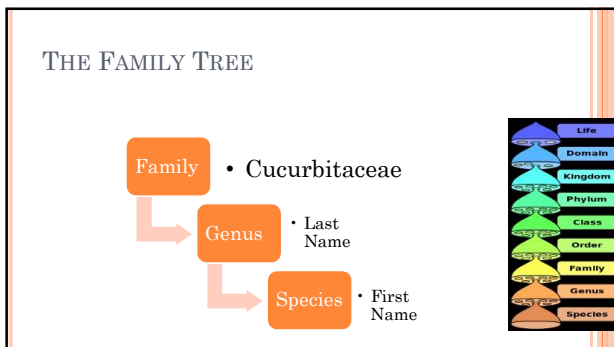 THE FAMILY TREE
Family
• Cucurbitaceae
Genus
• Last
Name
Species
• First
Name
Life
Domain
Kingdom
Phylum
Class
Order
Family
Genus
Species